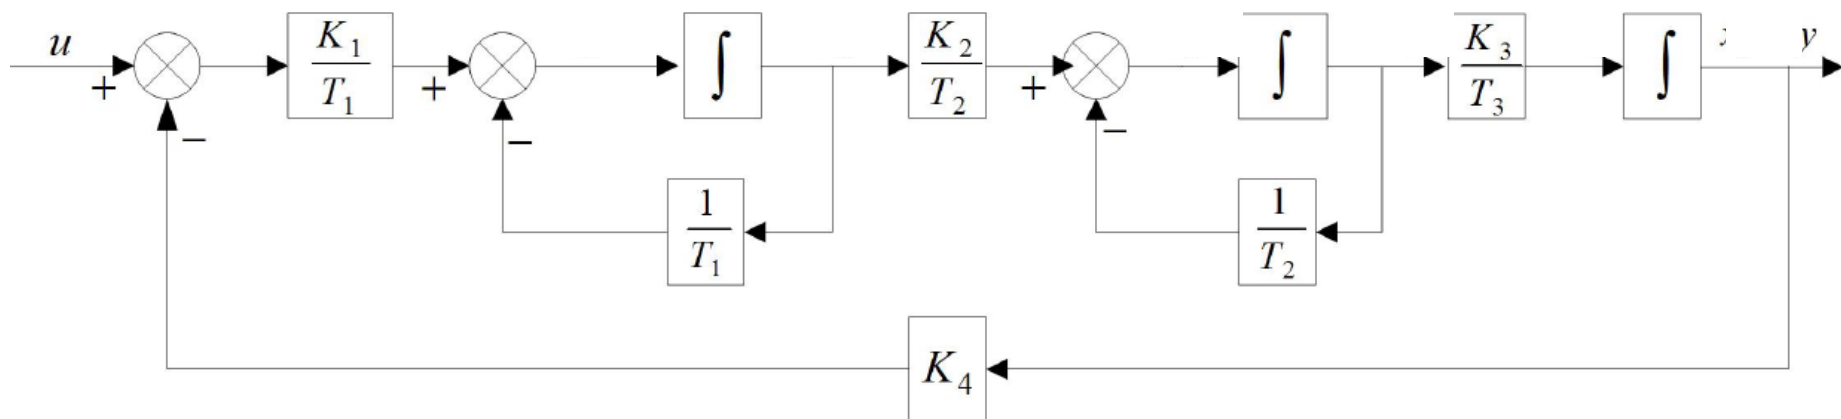 u
+
−
K₁
T₁
+
−
∫
K₂
T₂
+
−
∫
K₃
T₃
∫
y
1
T₁
1
T₂
K₄